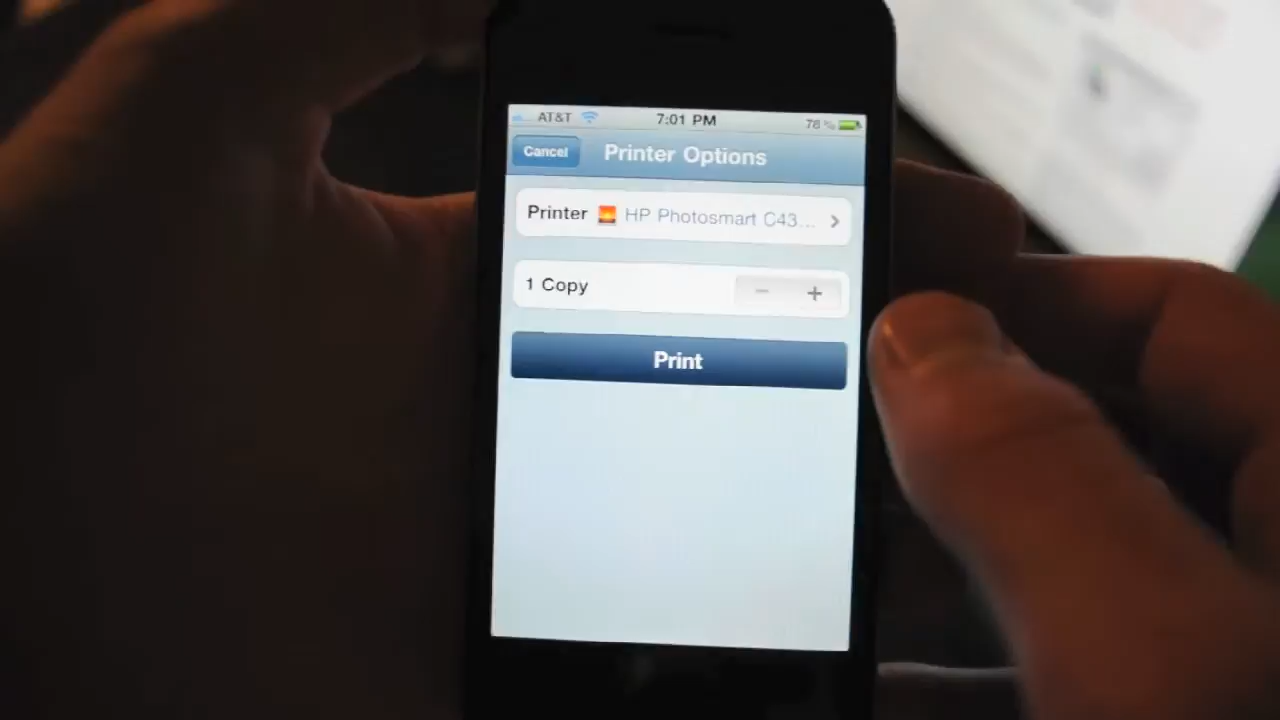 AT&T 7:01 PM 78 %
Cancel Printer Options
Printer HP Photosmart C43...
1 Copy − +
Print